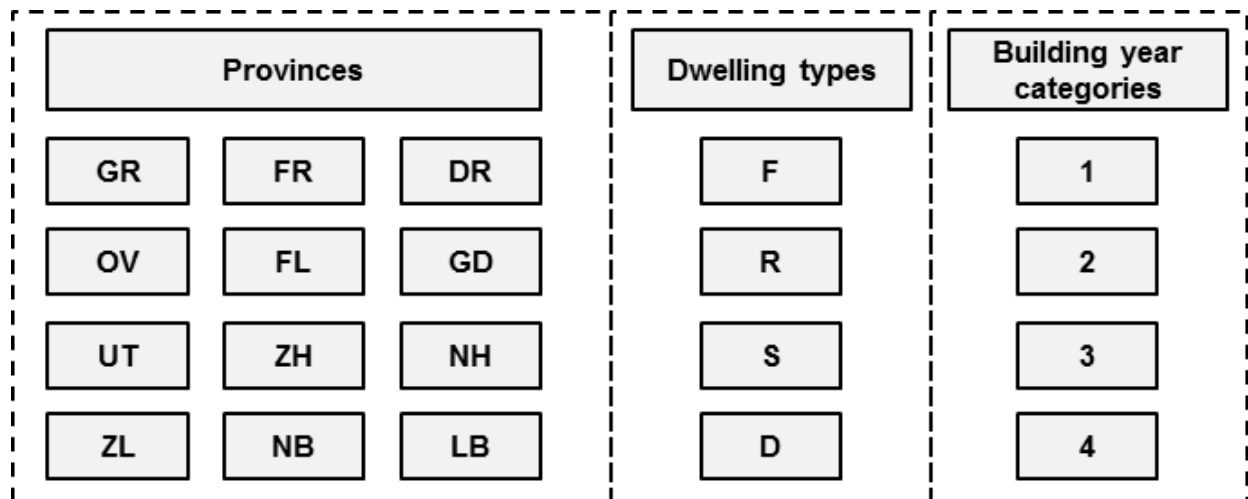 Provinces
Dwelling types
Building year
categories
GR FR DR F 1
OV FL GD R 2
UT ZH NH S 3
ZL NB LB D 4